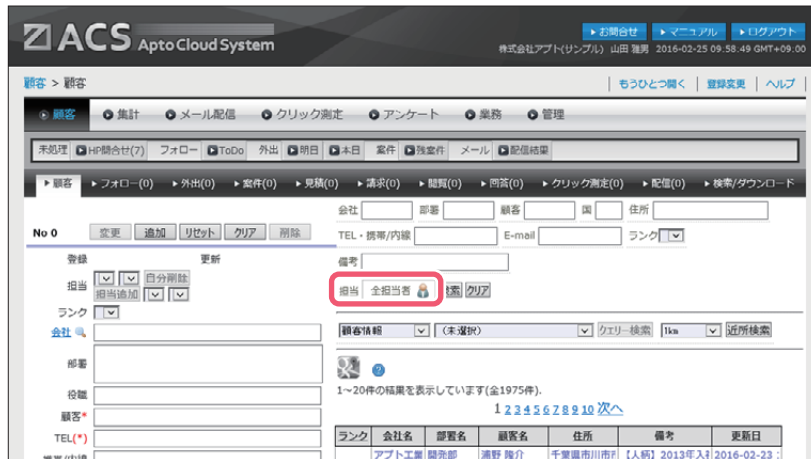 ACS Apto Cloud System
お問合せ マニュアル ログアウト
株式会社アプト(サンプル) 山田 雅男 2016-02-25 09:58:49 GMT+09:00
顧客 > 顧客 もうひとつ開く 登録変更 ヘルプ
顧客 集計 メール配信 クリック測定 アンケート 業務 管理
未処理 HP問合せ(7) フォロー ToDo 外出 明日 本日 案件 残案件 メール 配信結果
顧客 フォロー(0) 外出(0) 案件(0) 見積(0) 請求(0) 閲覧(0) 回答(0) クリック測定(0) 配信(0) 検索/ダウンロード
会社 部署 顧客 国 住所
No 0 変更 追加 リセット クリア 削除
TEL・携帯/内線 E-mail ランク
登録 更新
備考
担当 自分削除
担当追加
担当 全担当者 検索 クリア
ランク
会社
顧客情報 (未選択) クエリー検索 1km 近所検索
部署
役職
1～20件の結果を表示しています(全1975件).
顧客*
1 2 3 4 5 6 7 8 9 10 次へ
TEL(*)
ランク 会社名 部署名 顧客名 住所 備考 更新日
携帯/内線
アプト工業 開発部 浦野 隆介 千葉県市川市 【人柄】2013年入 2016-02-23